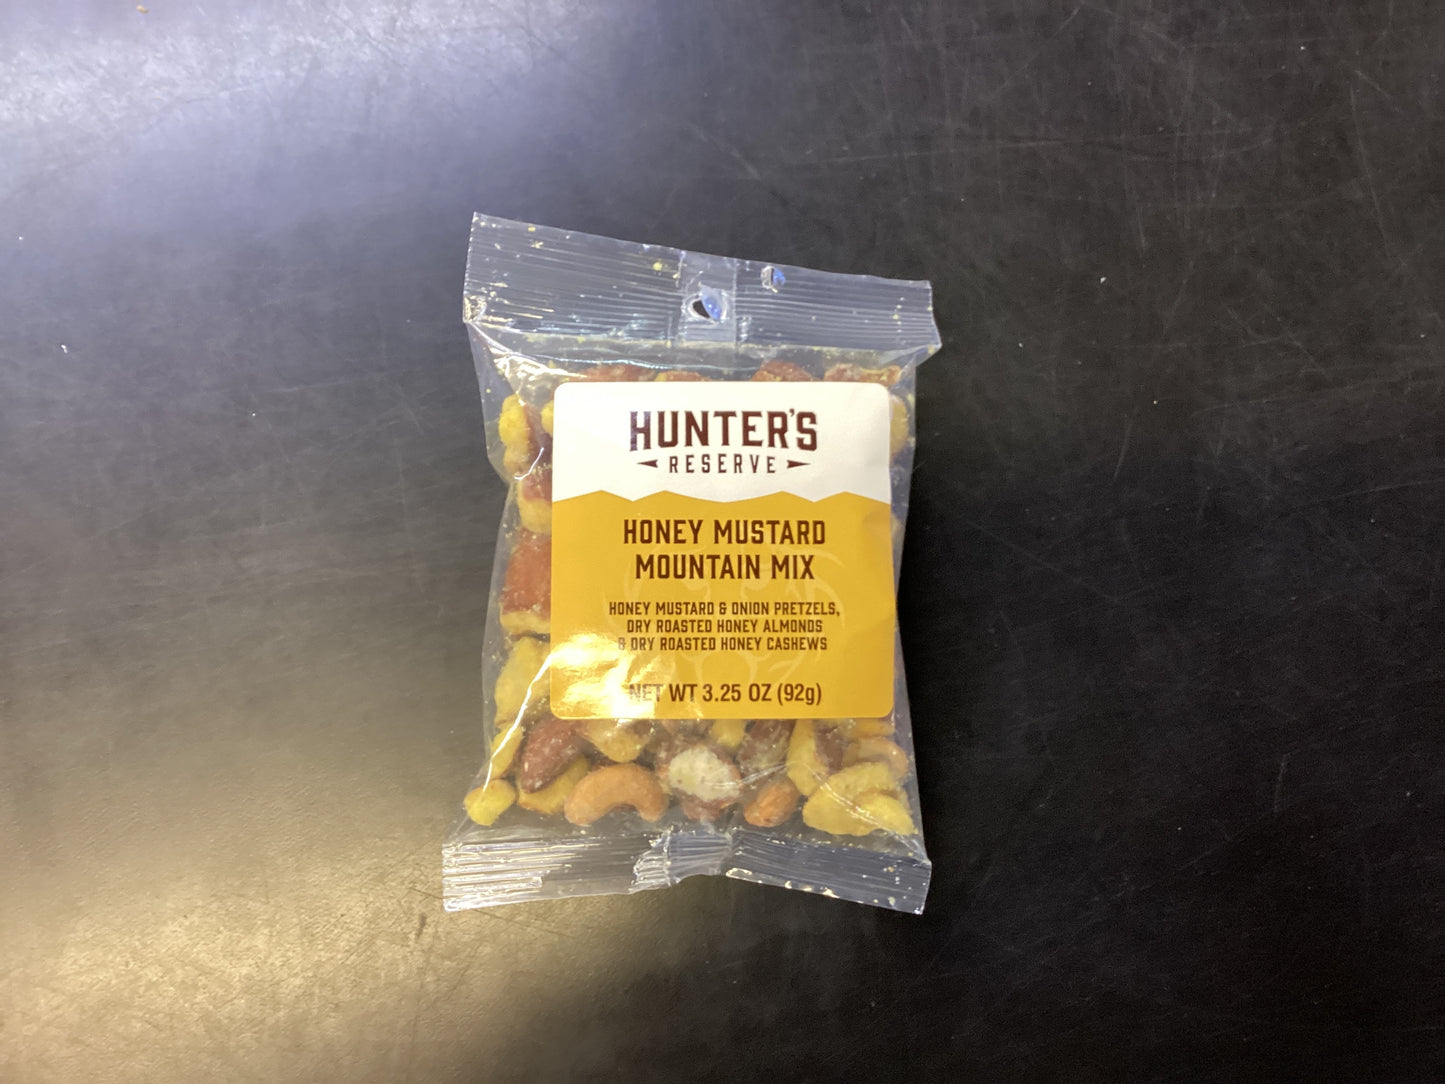 HUNTER'S
RESERVE
HONEY MUSTARD
MOUNTAIN MIX
HONEY MUSTARD & ONION PRETZELS,
DRY ROASTED HONEY ALMONDS
& DRY ROASTED HONEY CASHEWS
NET WT 3.25 OZ (92g)